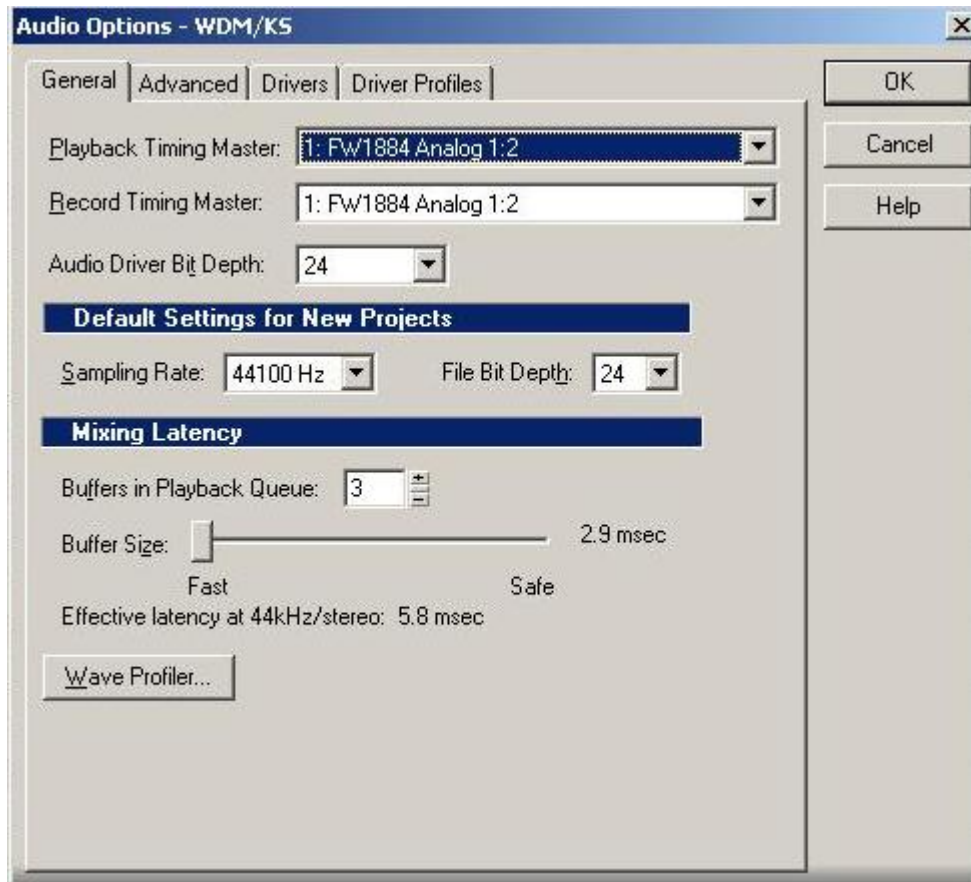 Audio Options - WDM/KS
General Advanced Drivers Driver Profiles
OK
Cancel
Help
Playback Timing Master: 1: FW1884 Analog 1:2
Record Timing Master: 1: FW1884 Analog 1:2
Audio Driver Bit Depth: 24
Default Settings for New Projects
Sampling Rate: 44100 Hz File Bit Depth: 24
Mixing Latency
Buffers in Playback Queue: 3
Buffer Size: 2.9 msec
Fast Safe
Effective latency at 44kHz/stereo: 5.8 msec
Wave Profiler...